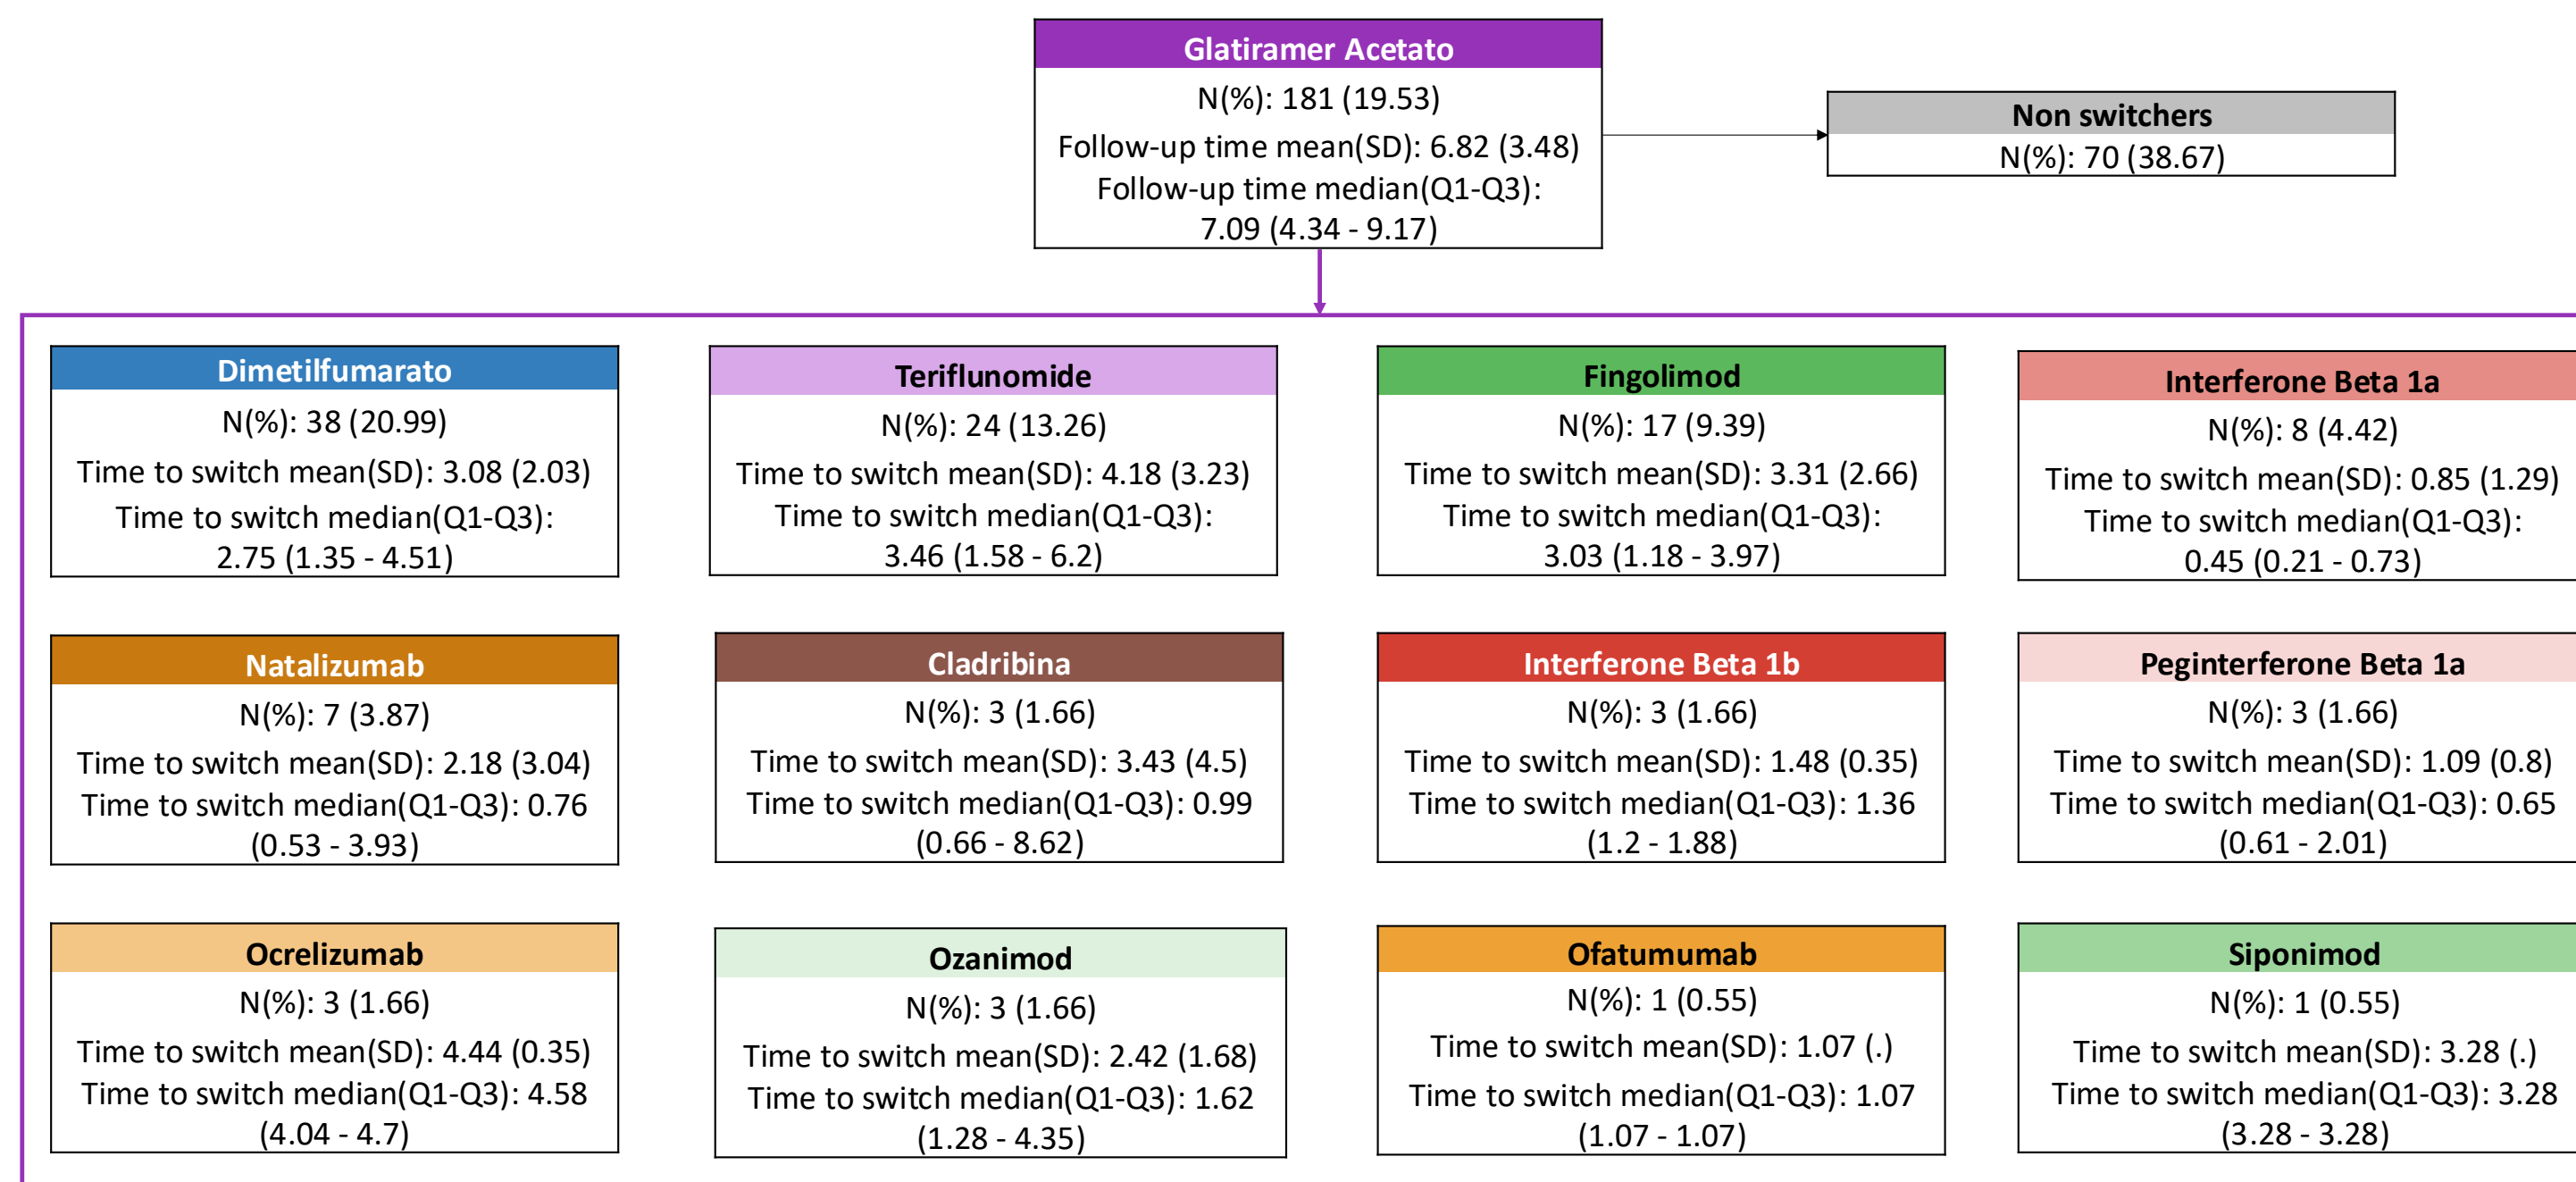 Glatiramer Acetato
N(%): 181 (19.53)
Follow-up time mean(SD): 6.82 (3.48)
Follow-up time median(Q1-Q3):
7.09 (4.34 - 9.17)
Non switchers
N(%): 70 (38.67)
Dimetilfumarato
N(%): 38 (20.99)
Time to switch mean(SD): 3.08 (2.03)
Time to switch median(Q1-Q3):
2.75 (1.35 - 4.51)
Teriflunomide
N(%): 24 (13.26)
Time to switch mean(SD): 4.18 (3.23)
Time to switch median(Q1-Q3):
3.46 (1.58 - 6.2)
Fingolimod
N(%): 17 (9.39)
Time to switch mean(SD): 3.31 (2.66)
Time to switch median(Q1-Q3):
3.03 (1.18 - 3.97)
Interferone Beta 1a
N(%): 8 (4.42)
Time to switch mean(SD): 0.85 (1.29)
Time to switch median(Q1-Q3):
0.45 (0.21 - 0.73)
Natalizumab
N(%): 7 (3.87)
Time to switch mean(SD): 2.18 (3.04)
Time to switch median(Q1-Q3): 0.76
(0.53 - 3.93)
Cladribina
N(%): 3 (1.66)
Time to switch mean(SD): 3.43 (4.5)
Time to switch median(Q1-Q3): 0.99
(0.66 - 8.62)
Interferone Beta 1b
N(%): 3 (1.66)
Time to switch mean(SD): 1.48 (0.35)
Time to switch median(Q1-Q3): 1.36
(1.2 - 1.88)
Peginterferone Beta 1a
N(%): 3 (1.66)
Time to switch mean(SD): 1.09 (0.8)
Time to switch median(Q1-Q3): 0.65
(0.61 - 2.01)
Ocrelizumab
N(%): 3 (1.66)
Time to switch mean(SD): 4.44 (0.35)
Time to switch median(Q1-Q3): 4.58
(4.04 - 4.7)
Ozanimod
N(%): 3 (1.66)
Time to switch mean(SD): 2.42 (1.68)
Time to switch median(Q1-Q3): 1.62
(1.28 - 4.35)
Ofatumumab
N(%): 1 (0.55)
Time to switch mean(SD): 1.07 (.)
Time to switch median(Q1-Q3): 1.07
(1.07 - 1.07)
Siponimod
N(%): 1 (0.55)
Time to switch mean(SD): 3.28 (.)
Time to switch median(Q1-Q3): 3.28
(3.28 - 3.28)